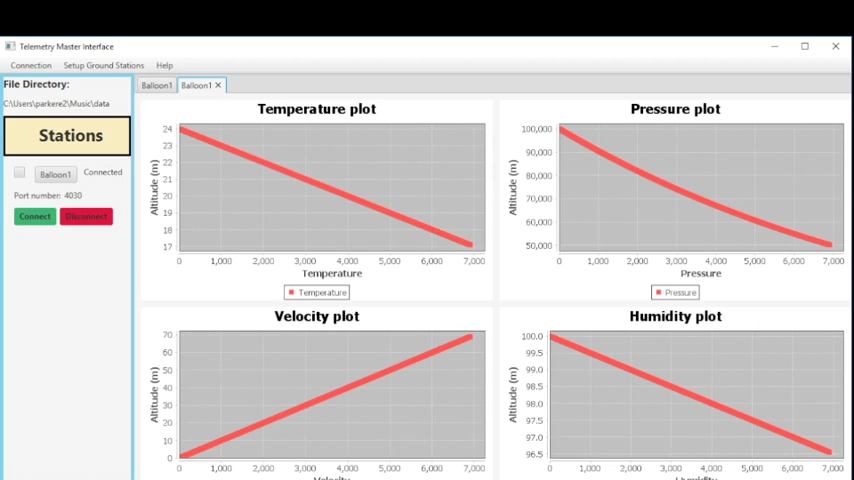 Telemetry Master Interface
Connection Setup Ground Stations Help
File Directory:
C:\Users\parkere2\Music\data
Stations
Balloon1 Connected
Port number: 4030
Connect Disconnect
Balloon1 Balloon1
Temperature plot
Altitude (m)
24
23
22
21
20
19
18
17
0 1,000 2,000 3,000 4,000 5,000 6,000 7,000
Temperature
Temperature
Pressure plot
Altitude (m)
100,000
90,000
80,000
70,000
60,000
50,000
0 1,000 2,000 3,000 4,000 5,000 6,000 7,000
Pressure
Pressure
Velocity plot
Altitude (m)
70
60
50
40
30
20
10
0
0 1,000 2,000 3,000 4,000 5,000 6,000 7,000
Velocity
Humidity plot
Altitude (m)
100.0
99.5
99.0
98.5
98.0
97.5
97.0
96.5
0 1,000 2,000 3,000 4,000 5,000 6,000 7,000
Humidity